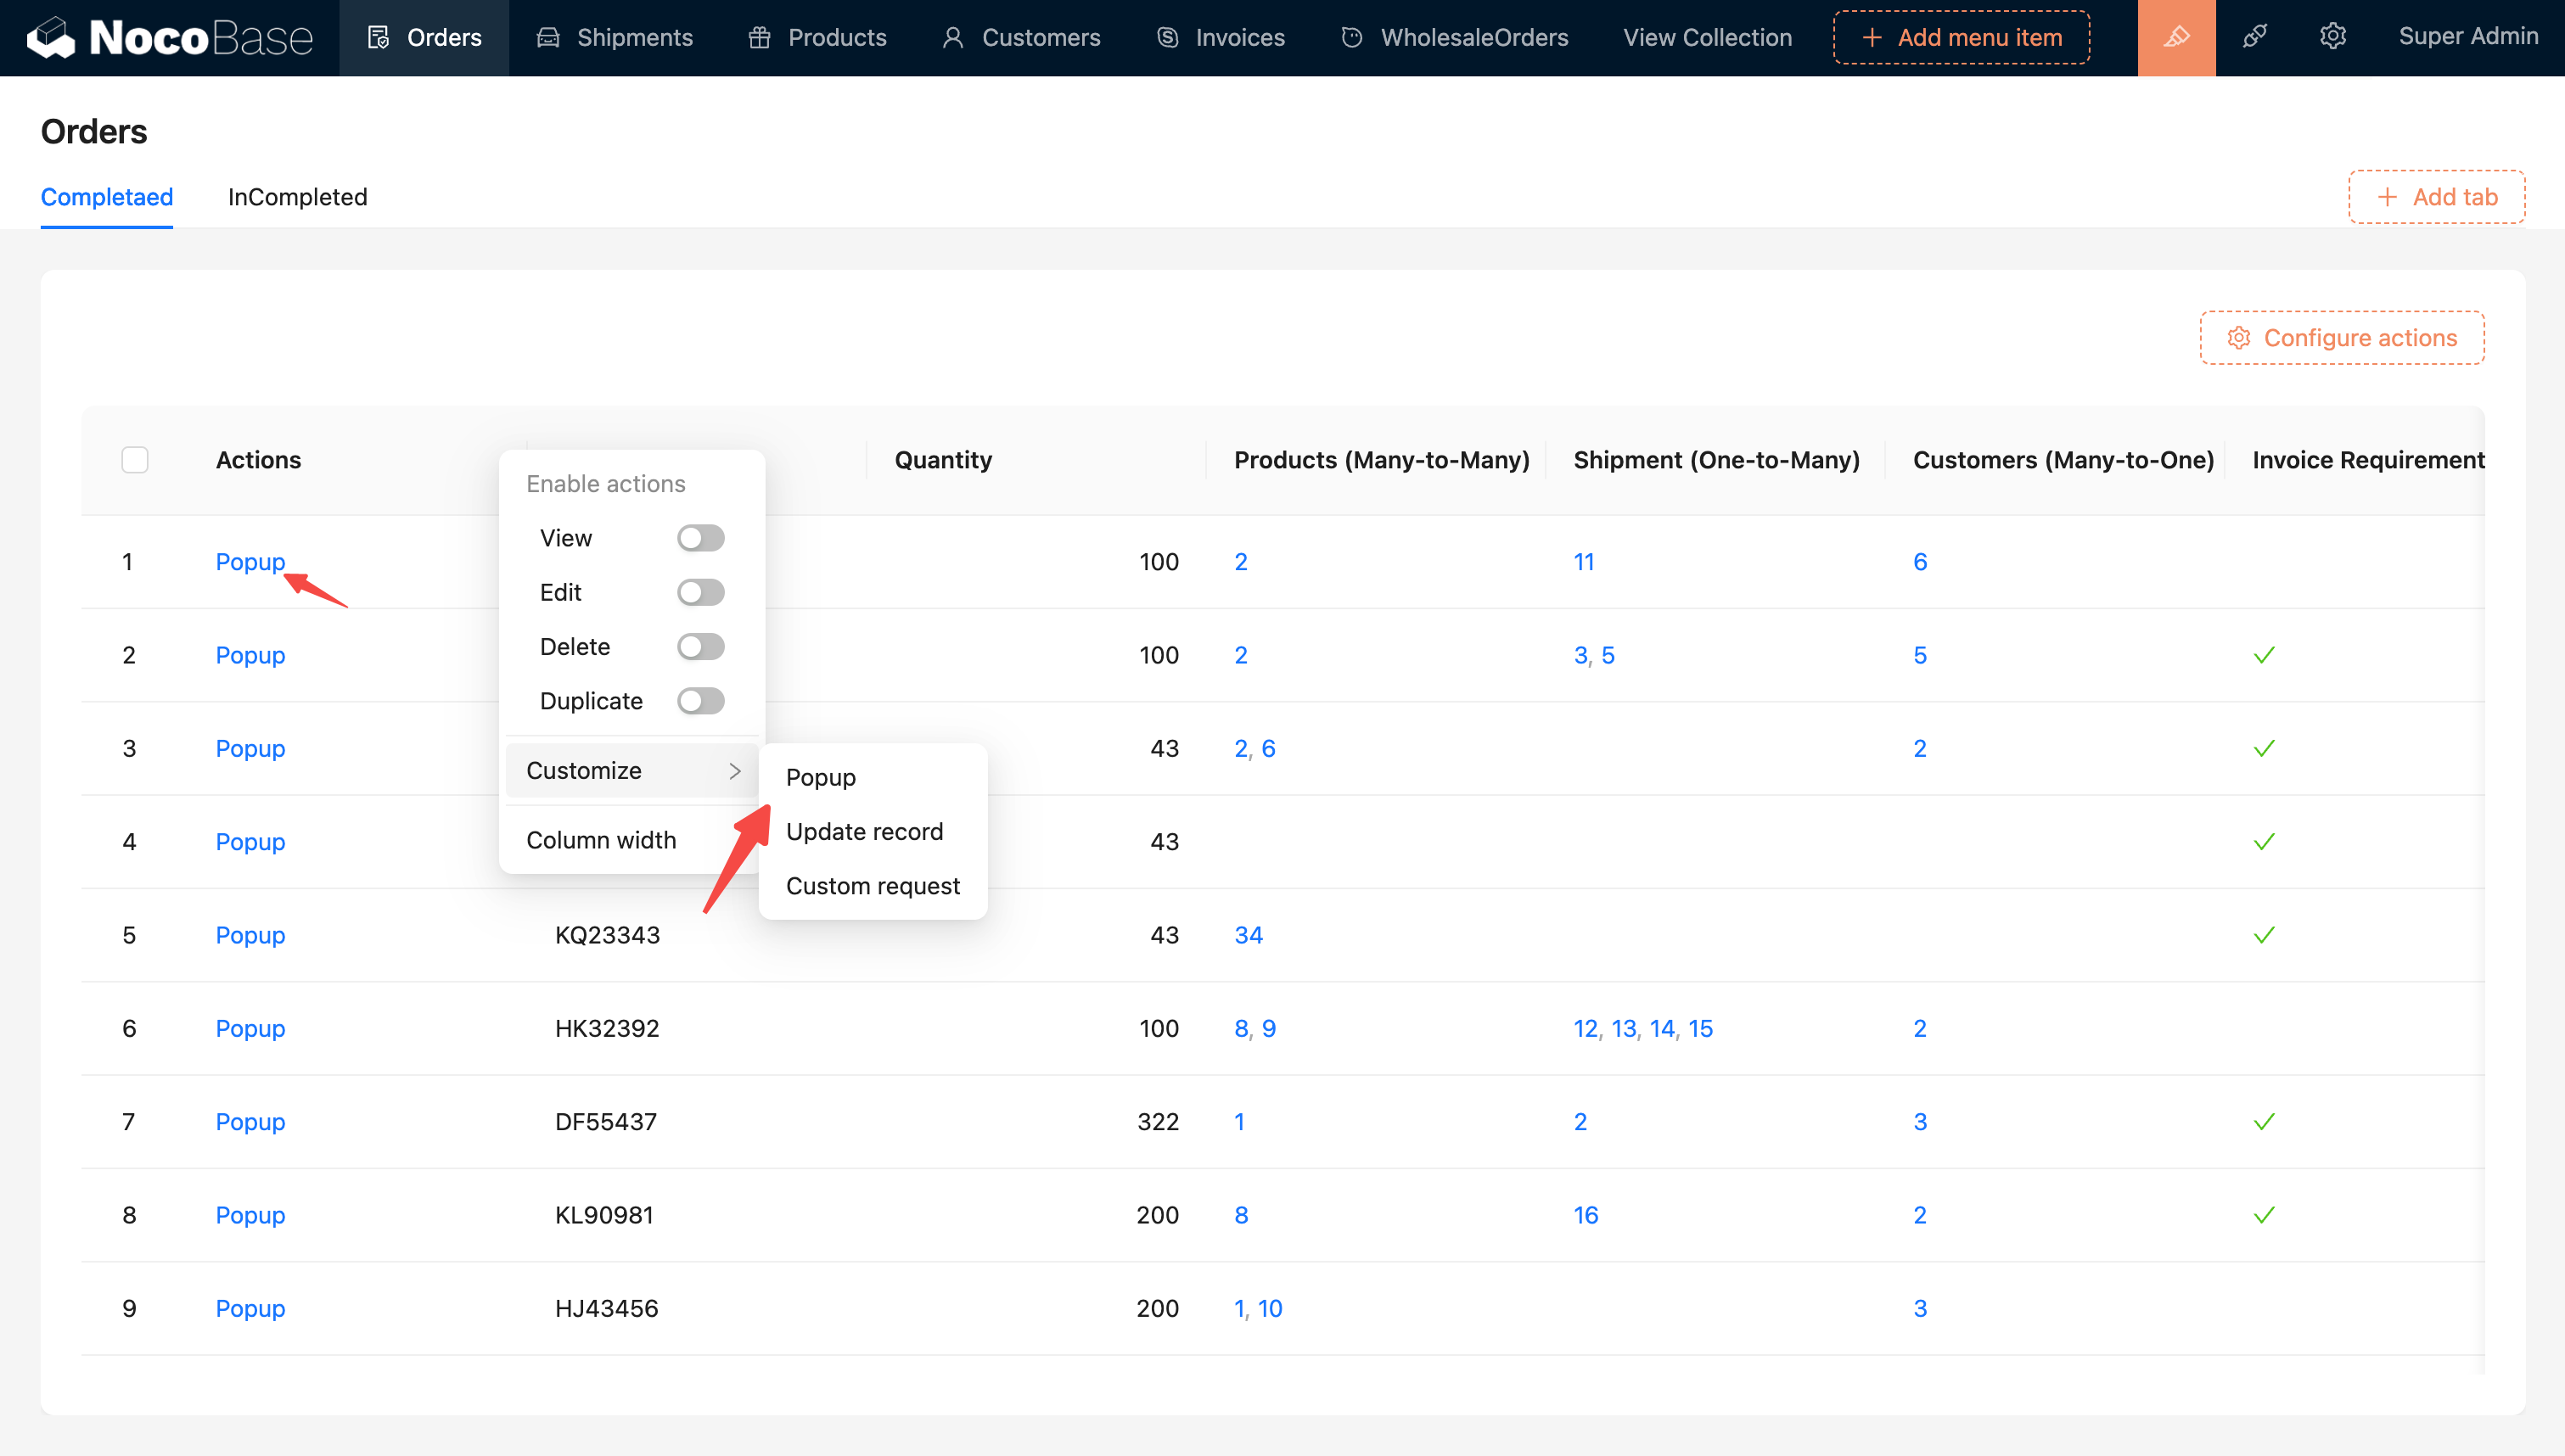 NocoBase Orders Shipments Products Customers Invoices WholesaleOrders View Collection Add menu item Super Admin
Orders
Completaed InCompleted Add tab
Configure actions
Actions Quantity Products (Many-to-Many) Shipment (One-to-Many) Customers (Many-to-One) Invoice Requirement
Enable actions
View
Edit
Delete
Duplicate
Customize
Column width
Popup
Update record
Custom request
1 Popup 100 2 11 6
2 Popup 100 2 3, 5 5
3 Popup 43 2, 6 2
4 Popup 43
5 Popup KQ23343 43 34
6 Popup HK32392 100 8, 9 12, 13, 14, 15 2
7 Popup DF55437 322 1 2 3
8 Popup KL90981 200 8 16 2
9 Popup HJ43456 200 1, 10 3